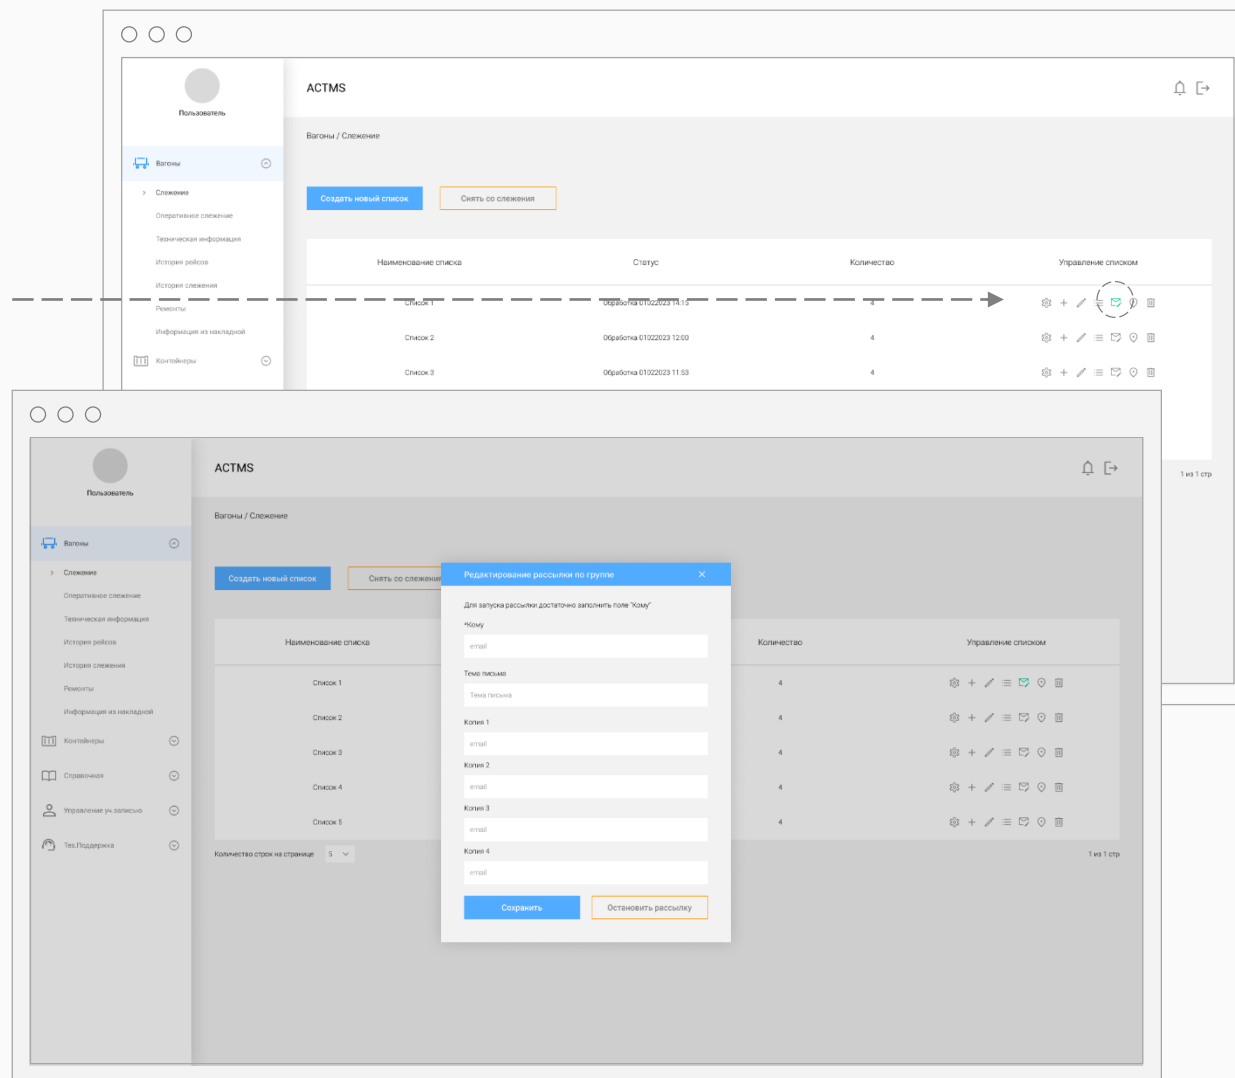 Пользователь
ACTMS
Вагоны / Слежение
Вагоны
Слежение
Оперативное слежение
Техническая информация
История рейсов
История слежения
Ремонты
Информация из накладной
Контейнеры
Создать новый список
Снять со слежения
Наименование списка Статус Количество Управление списком
Список 1 Обработка 01022023 14:15 4
Список 2 Обработка 01022023 12:00 4
Список 3 Обработка 01022023 11:53 4
1 из 1 стр
Пользователь
ACTMS
Вагоны / Слежение
Вагоны
Слежение
Оперативное слежение
Техническая информация
История рейсов
История слежения
Ремонты
Информация из накладной
Контейнеры
Справочная
Управление уч.записью
Тех.Поддержка
Создать новый список
Снять со слежения
Наименование списка Количество Управление списком
Список 1 4
Список 2 4
Список 3 4
Список 4 4
Список 5 4
Количество строк на странице 5
1 из 1 стр
Редактирование рассылки по группе
Для запуска рассылки достаточно заполнить поле "Кому"
*Кому
email
Тема письма
Тема письма
Копия 1
email
Копия 2
email
Копия 3
email
Копия 4
email
Сохранить
Остановить рассылку